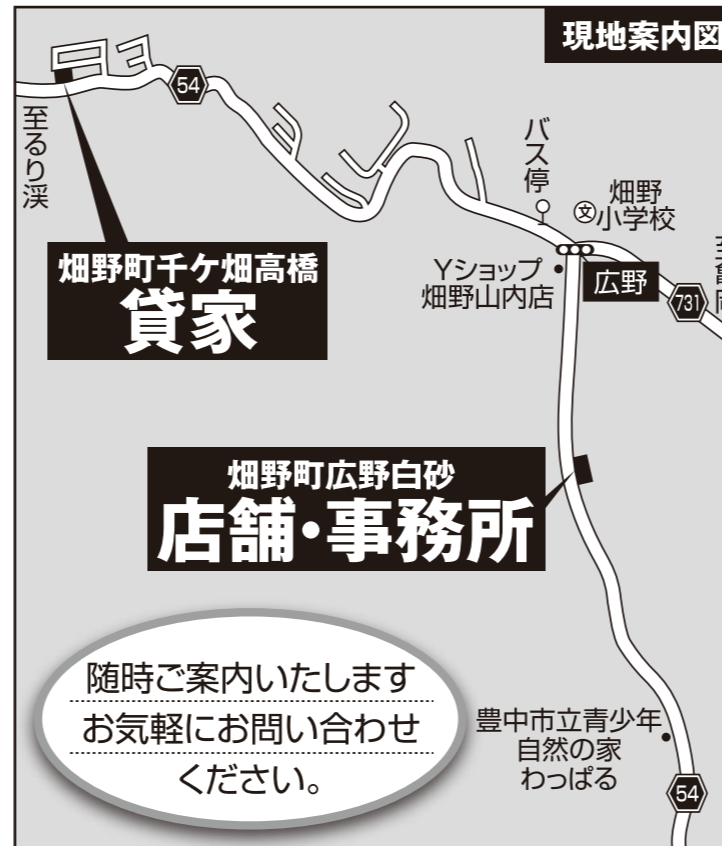 現地案内図
54
至るり渓
バス停
文
畑野
小学校
畑野町千ケ畑高橋
貸家
Yショップ
畑野山内店
広野
731
畑野町広野白砂
店舗・事務所
随時ご案内いたします
お気軽にお問い合わせ
ください。
豊中市立青少年
自然の家
わっぱる
54